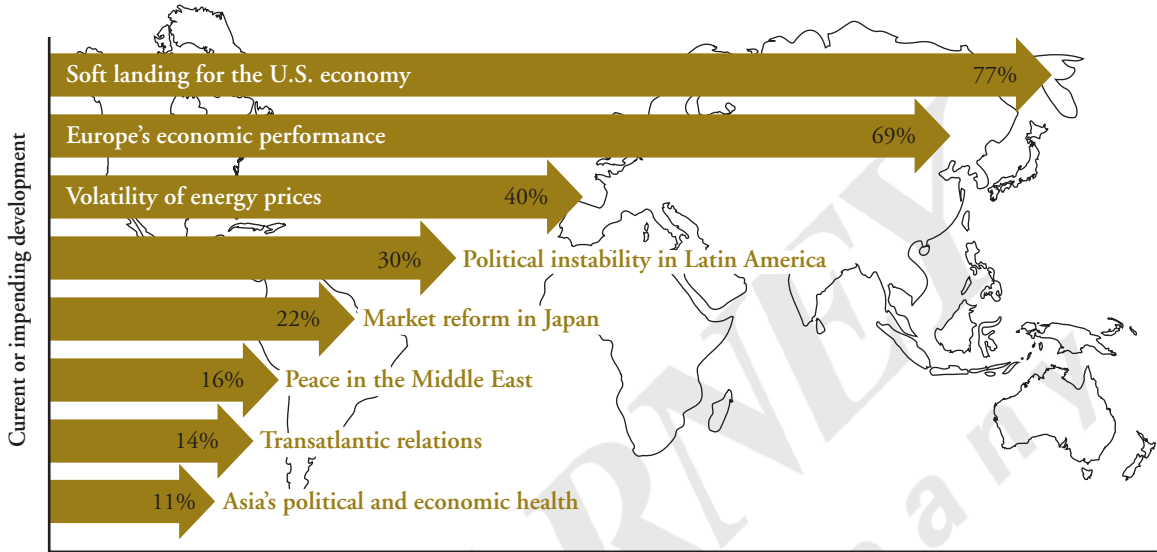 Current or impending development
Soft landing for the U.S. economy 77%
Europe’s economic performance 69%
Volatility of energy prices 40%
30% Political instability in Latin America
22% Market reform in Japan
16% Peace in the Middle East
14% Transatlantic relations
11% Asia’s political and economic health
RNEY
any